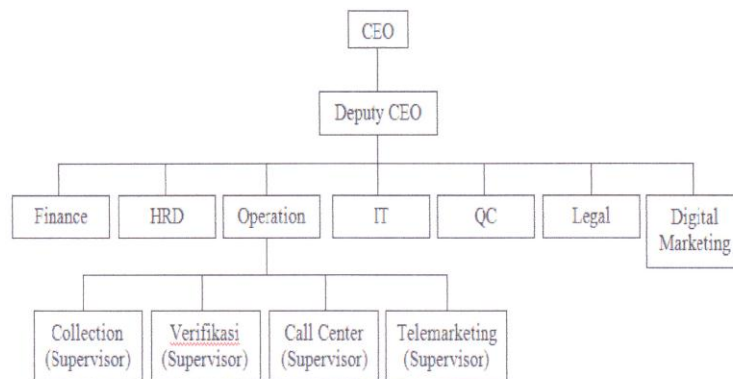 CEO
Deputy CEO
Finance
HRD
Operation
IT
QC
Legal
Digital
Marketing
Collection
(Supervisor)
Verifikasi
(Supervisor)
Call Center
(Supervisor)
Telemarketing
(Supervisor)